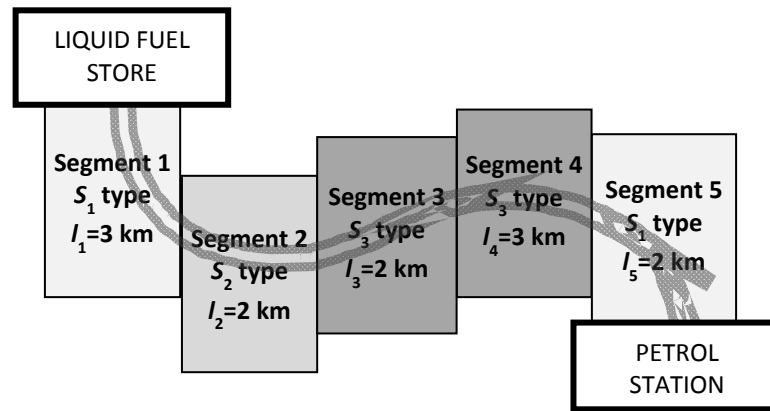 LIQUID FUEL
STORE
Segment 1
S₁ type
l₁=3 km
Segment 2
S₂ type
l₂=2 km
Segment 3
S₃ type
l₃=2 km
Segment 4
S₃ type
l₄=3 km
Segment 5
S₁ type
l₅=2 km
PETROL
STATION